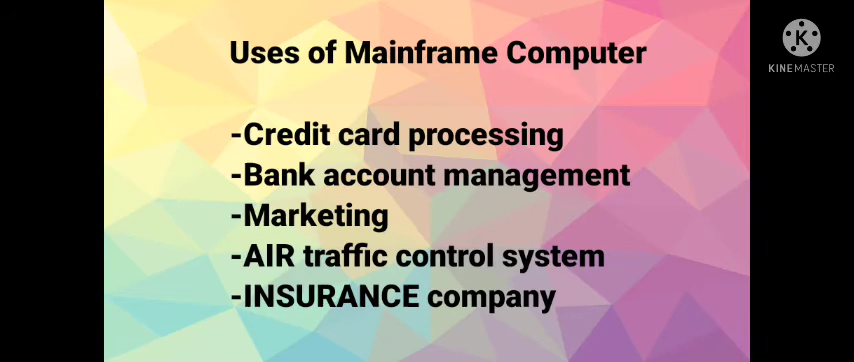 Uses of Mainframe Computer
K
KINEMASTER
-Credit card processing
-Bank account management
-Marketing
-AIR traffic control system
-INSURANCE company